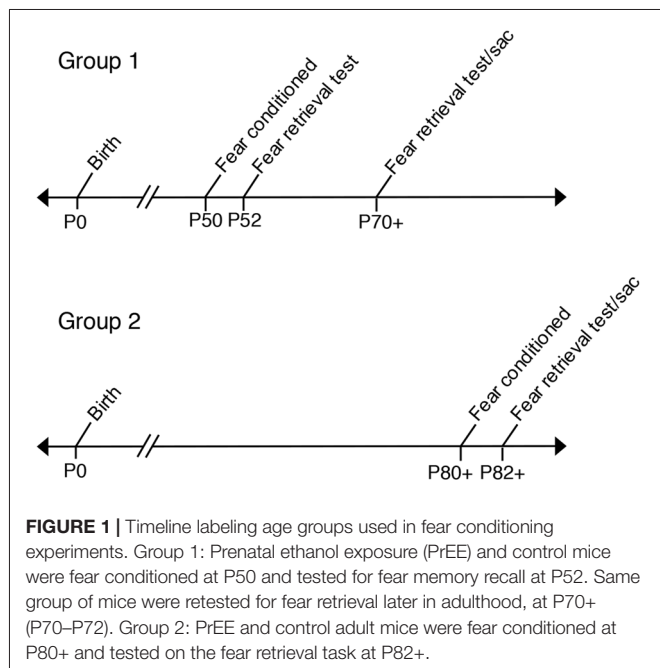 Group 1
Birth
Fear conditioned
Fear retrieval test
Fear retrieval test/sac
P0
P50
P52
P70+
Group 2
Birth
Fear conditioned
Fear retrieval test/sac
P0
P80+
P82+
FIGURE 1 | Timeline labeling age groups used in fear conditioning
experiments. Group 1: Prenatal ethanol exposure (PrEE) and control mice
were fear conditioned at P50 and tested for fear memory recall at P52. Same
group of mice were retested for fear retrieval later in adulthood, at P70+
(P70–P72). Group 2: PrEE and control adult mice were fear conditioned at
P80+ and tested on the fear retrieval task at P82+.